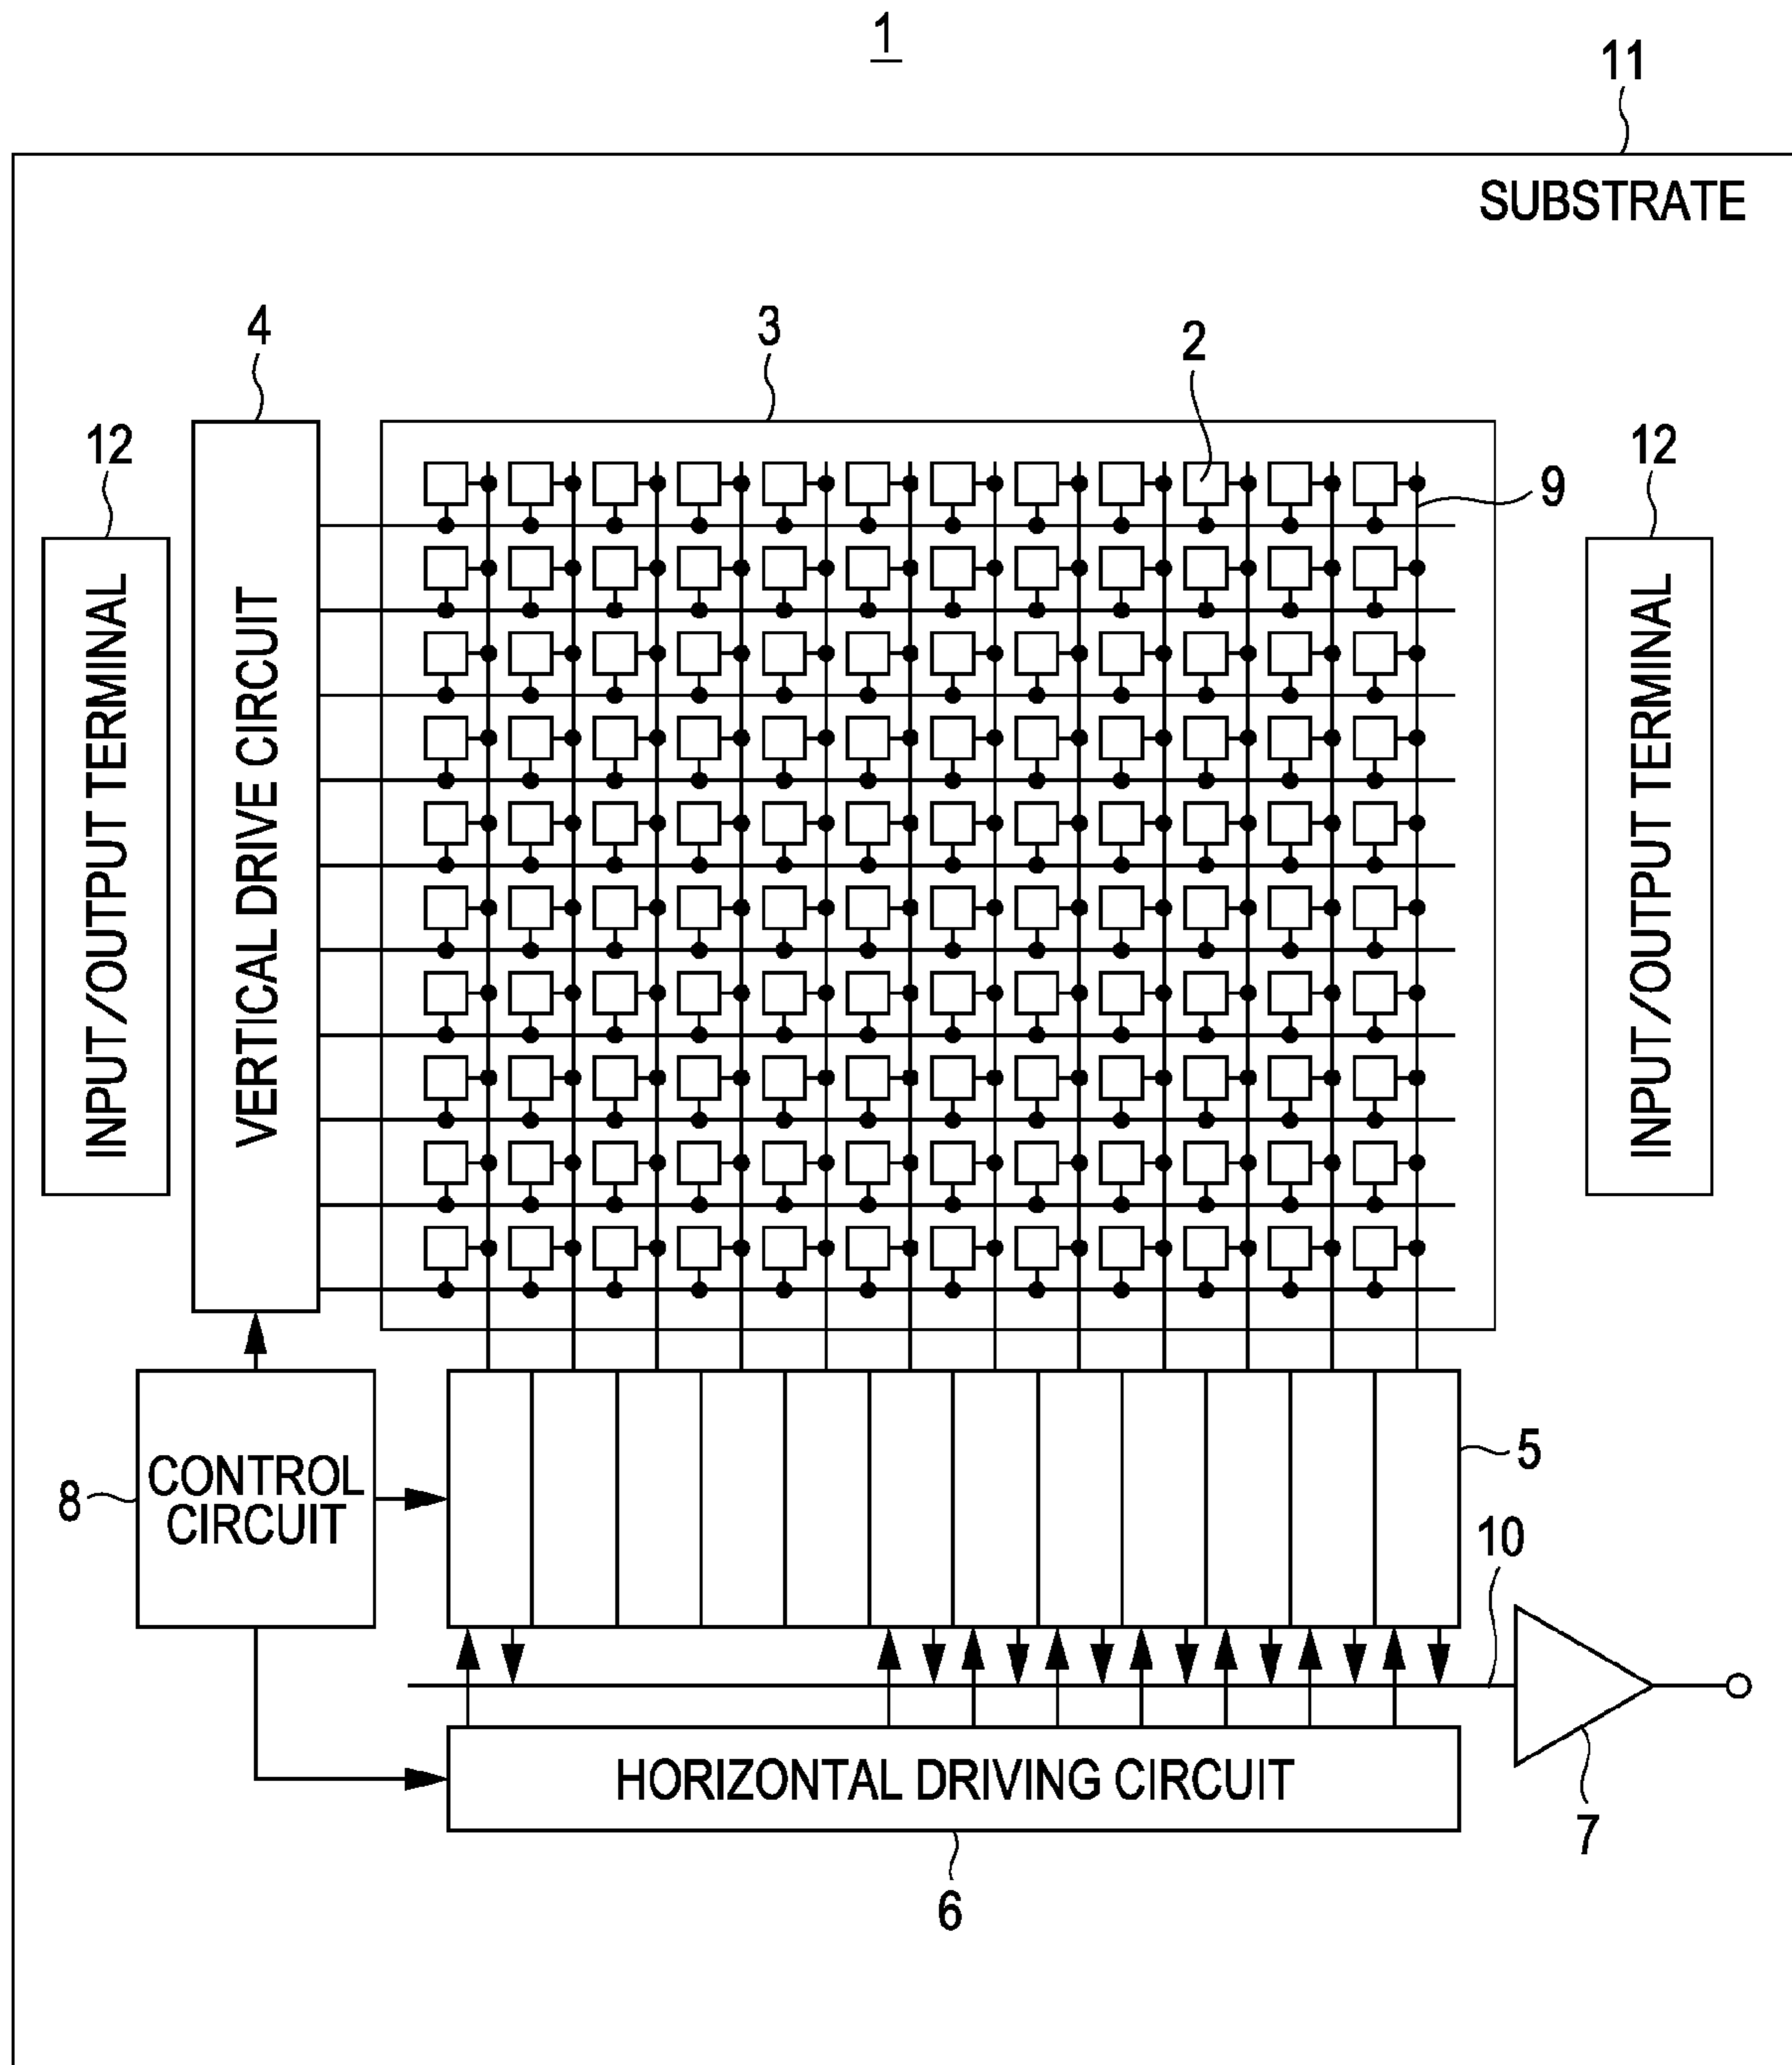 1
11
SUBSTRATE
4
3
2
12
12
9
INPUT/OUTPUT TERMINAL
VERTICAL DRIVE CIRCUIT
INPUT/OUTPUT TERMINAL
8
CONTROL
CIRCUIT
5
10
HORIZONTAL DRIVING CIRCUIT
7
6